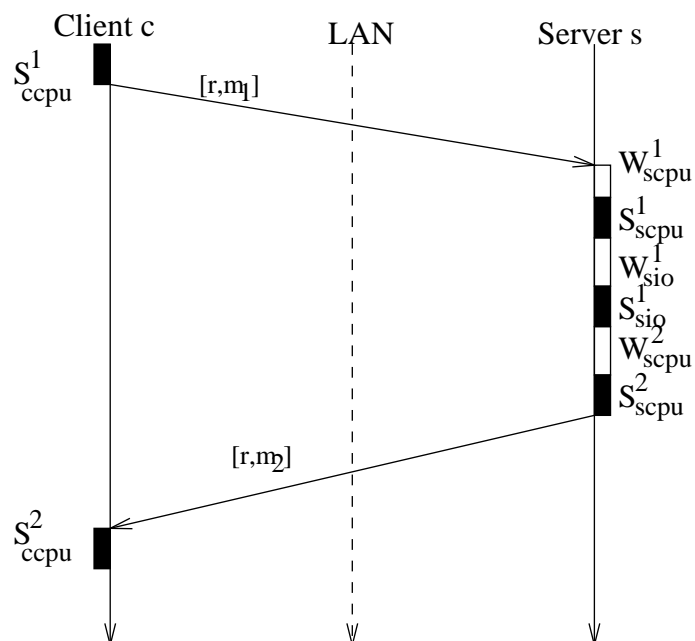 Client c LAN Server s
S¹ccpu
[r,m₁]
W¹scpu
S¹scpu
W¹sio
S¹sio
W²scpu
S²scpu
[r,m₂]
S²ccpu